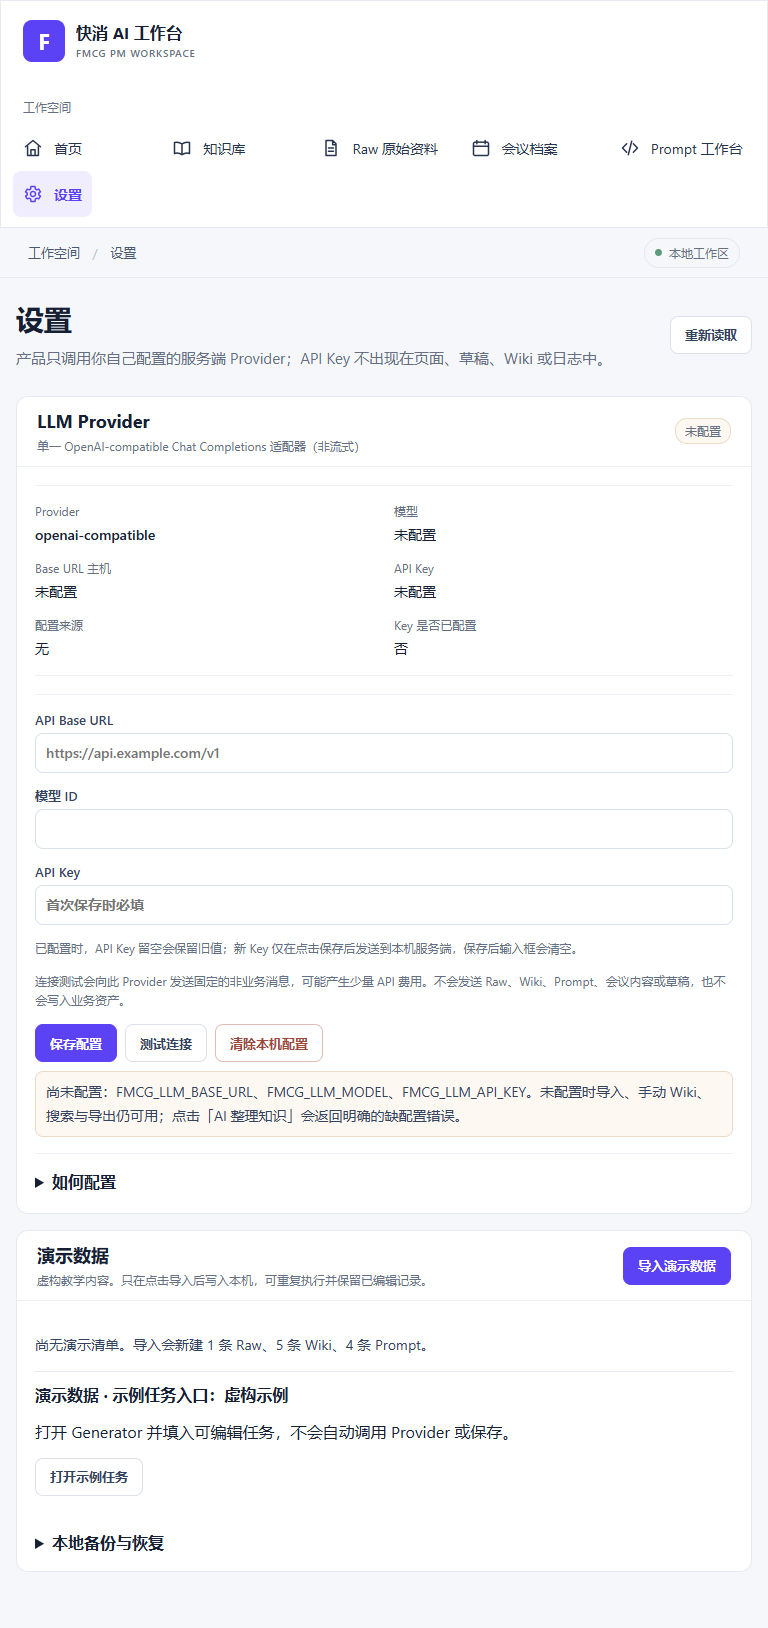 F
快消 AI 工作台
FMCG PM WORKSPACE
工作空间
首页
知识库
Raw 原始资料
会议档案
Prompt 工作台
设置
工作空间 / 设置
本地工作区
设置
重新读取
产品只调用你自己配置的服务端 Provider；API Key 不出现在页面、草稿、Wiki 或日志中。
LLM Provider
单一 OpenAI-compatible Chat Completions 适配器（非流式）
未配置
Provider
openai-compatible
模型
未配置
Base URL 主机
未配置
API Key
未配置
配置来源
无
Key 是否已配置
否
API Base URL
https://api.example.com/v1
模型 ID
API Key
首次保存时必填
已配置时，API Key 留空会保留旧值；新 Key 仅在点击保存后发送到本机服务端，保存后输入框会清空。
连接测试会向此 Provider 发送固定的非业务消息，可能产生少量 API 费用。不会发送 Raw、Wiki、Prompt、会议内容或草稿，也不
会写入业务资产。
保存配置
测试连接
清除本机配置
尚未配置：FMCG_LLM_BASE_URL、FMCG_LLM_MODEL、FMCG_LLM_API_KEY。未配置时导入、手动 Wiki、
搜索与导出仍可用；点击「AI 整理知识」会返回明确的缺配置错误。
如何配置
演示数据
虚构教学内容。只在点击导入后写入本机，可重复执行并保留已编辑记录。
导入演示数据
尚无演示清单。导入会新建 1 条 Raw、5 条 Wiki、4 条 Prompt。
演示数据 · 示例任务入口：虚构示例
打开 Generator 并填入可编辑任务，不会自动调用 Provider 或保存。
打开示例任务
本地备份与恢复